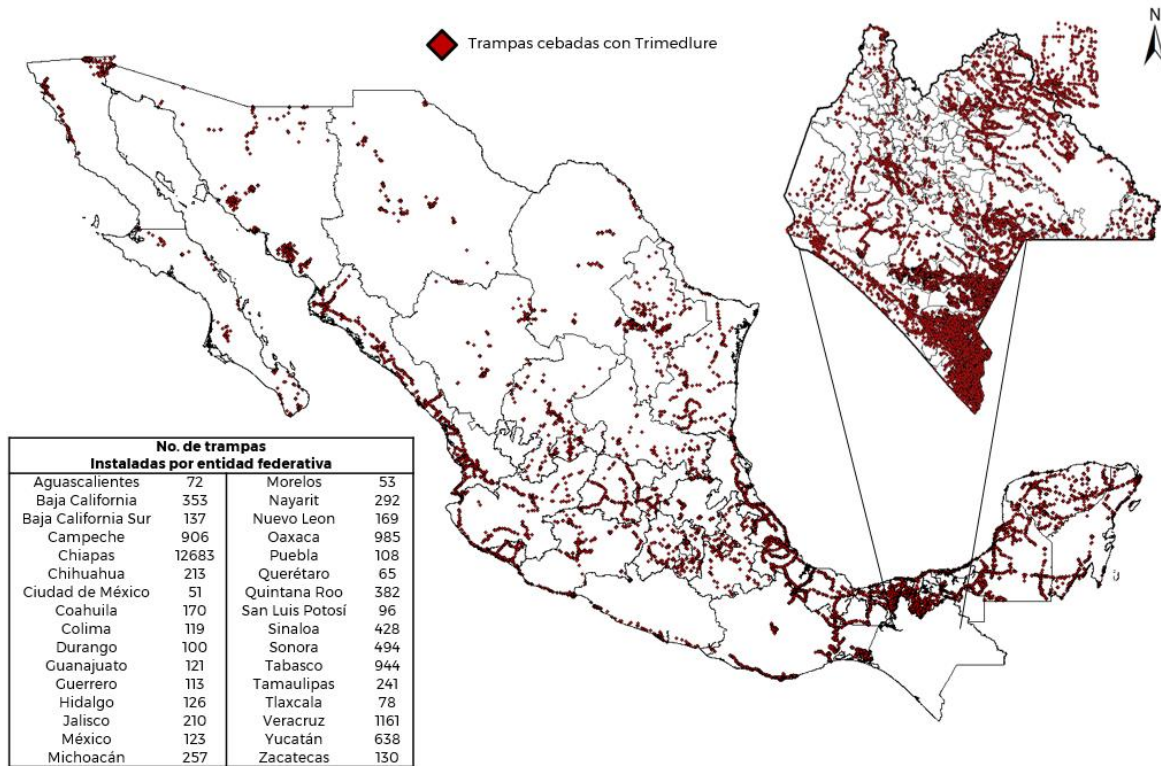 N
Trampas cebadas con Trimedlure
No. de trampas
Instaladas por entidad federativa
Aguascalientes 72 Morelos 53
Baja California 353 Nayarit 292
Baja California Sur 137 Nuevo Leon 169
Campeche 906 Oaxaca 985
Chiapas 12683 Puebla 108
Chihuahua 213 Querétaro 65
Ciudad de México 51 Quintana Roo 382
Coahuila 170 San Luis Potosí 96
Colima 119 Sinaloa 428
Durango 100 Sonora 494
Guanajuato 121 Tabasco 944
Guerrero 113 Tamaulipas 241
Hidalgo 126 Tlaxcala 78
Jalisco 210 Veracruz 1161
México 123 Yucatán 638
Michoacán 257 Zacatecas 130